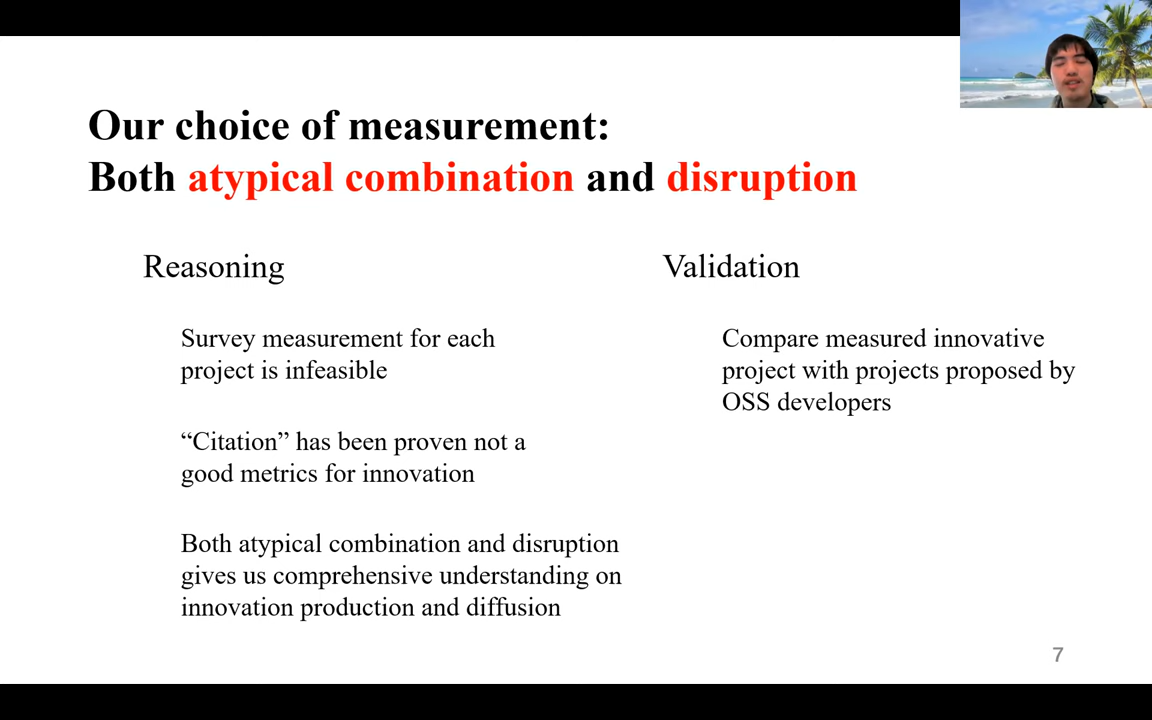 Our choice of measurement:
Both atypical combination and disruption
Reasoning
Survey measurement for each
project is infeasible
“Citation” has been proven not a
good metrics for innovation
Both atypical combination and disruption
gives us comprehensive understanding on
innovation production and diffusion
Validation
Compare measured innovative
project with projects proposed by
OSS developers
7